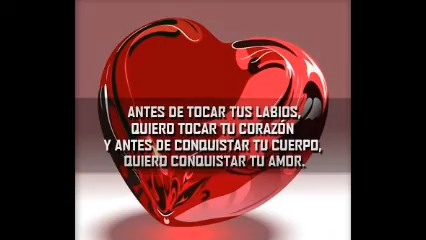 ANTES DE TOCAR TUS LABIOS,
QUIERO TOCAR TU CORAZÓN
Y ANTES DE CONQUISTAR TU CUERPO,
QUIERO CONQUISTAR TU AMOR.